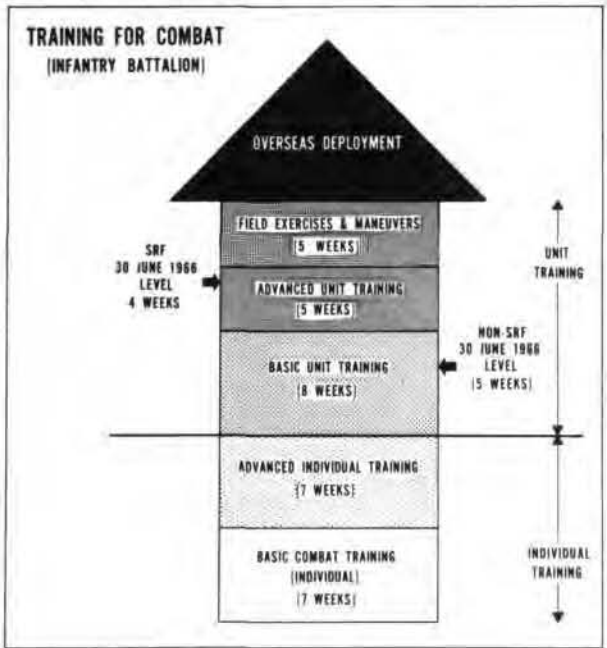 TRAINING FOR COMBAT
(INFANTRY BATTALION)
OVERSEAS DEPLOYMENT
FIELD EXERCISES & MANEUVERS
(5 WEEKS)
SRF
30 JUNE 1966
LEVEL
4 WEEKS
ADVANCED UNIT TRAINING
(5 WEEKS)
UNIT
TRAINING
BASIC UNIT TRAINING
(8 WEEKS)
NON-SRF
30 JUNE 1966
LEVEL
(5 WEEKS)
ADVANCED INDIVIDUAL TRAINING
(7 WEEKS)
BASIC COMBAT TRAINING
(INDIVIDUAL)
(7 WEEKS)
INDIVIDUAL
TRAINING